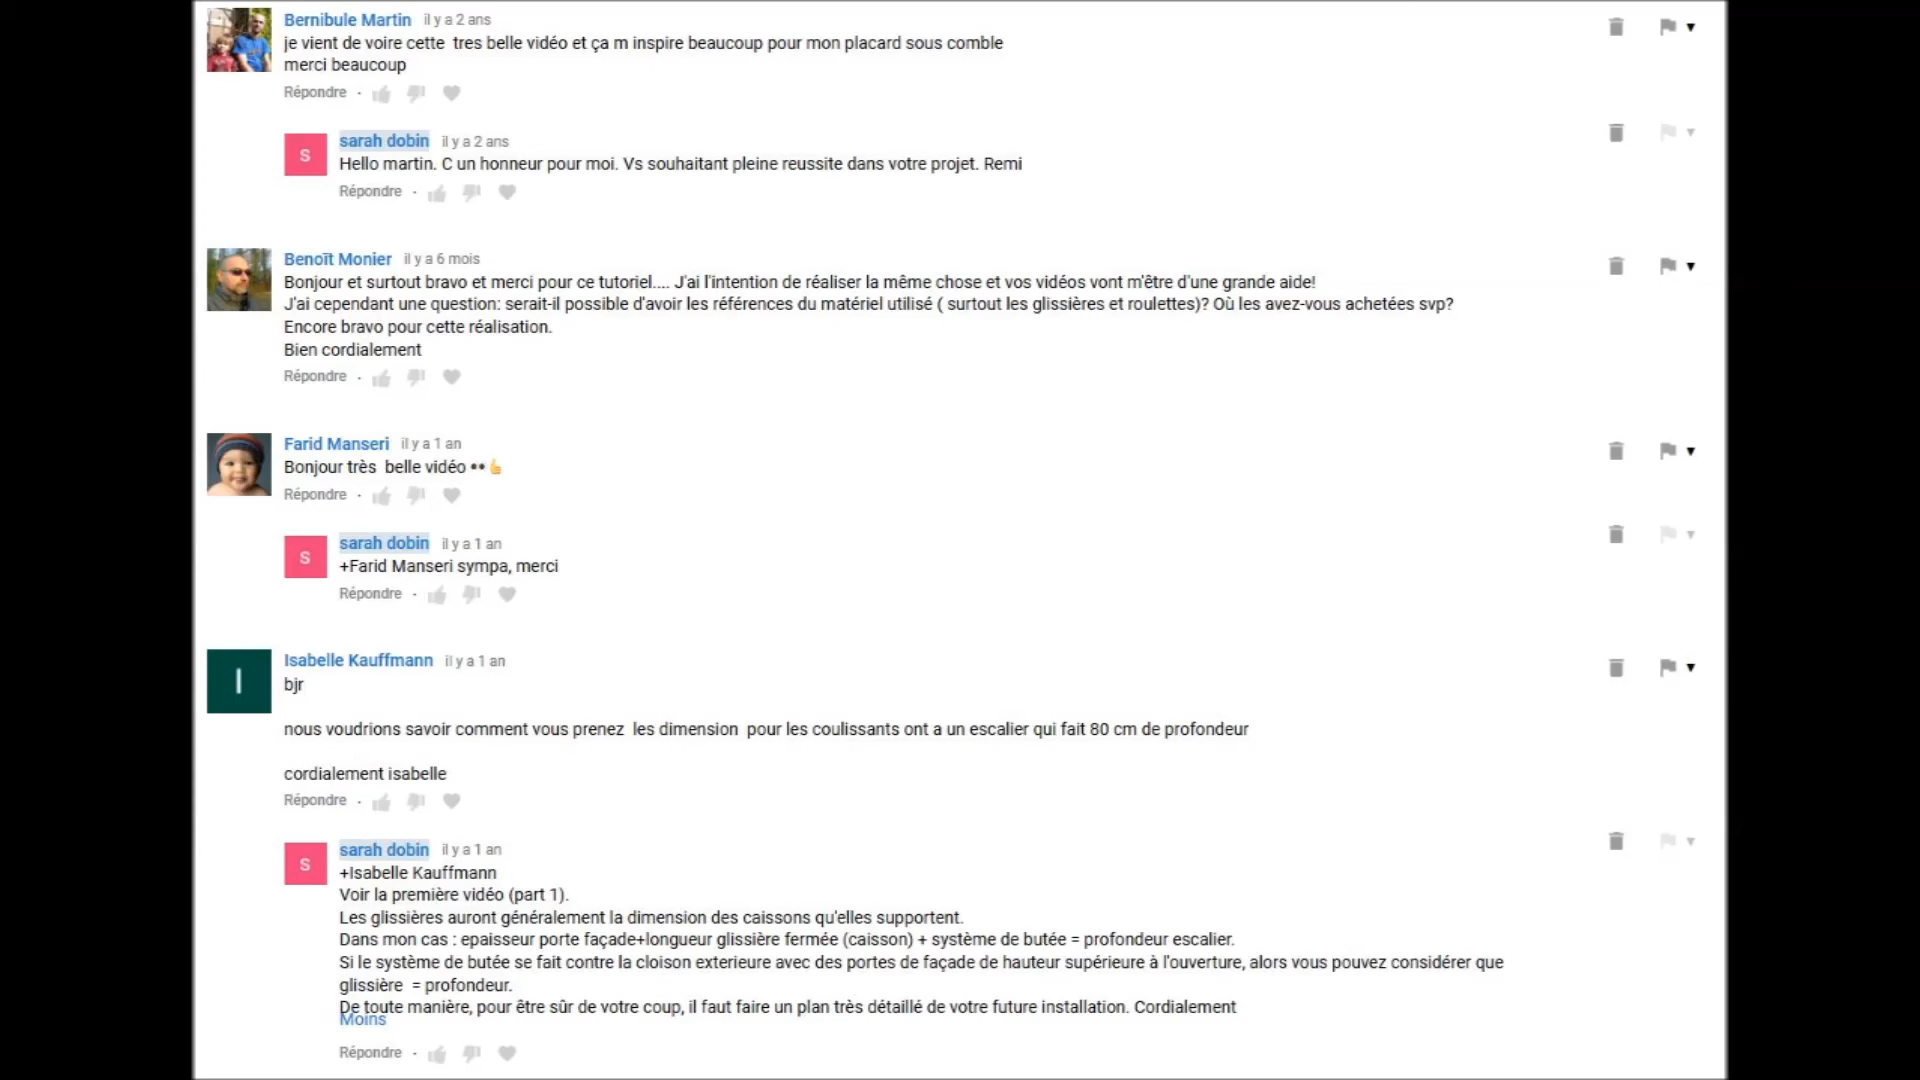 Bernibule Martin il y a 2 ans
je vient de voire cette tres belle vidéo et ça m inspire beaucoup pour mon placard sous comble
merci beaucoup
Répondre ·
S
sarah dobin il y a 2 ans
Hello martin. C un honneur pour moi. Vs souhaitant pleine reussite dans votre projet. Remi
Répondre ·
Benoît Monier il y a 6 mois
Bonjour et surtout bravo et merci pour ce tutoriel.... J'ai l'intention de réaliser la même chose et vos vidéos vont m'être d'une grande aide!
J'ai cependant une question: serait-il possible d'avoir les références du matériel utilisé ( surtout les glissières et roulettes)? Où les avez-vous achetées svp?
Encore bravo pour cette réalisation.
Bien cordialement
Répondre ·
Farid Manseri il y a 1 an
Bonjour très belle vidéo 👀👍
Répondre ·
S
sarah dobin il y a 1 an
+Farid Manseri sympa, merci
Répondre ·
I
Isabelle Kauffmann il y a 1 an
bjr
nous voudrions savoir comment vous prenez les dimension pour les coulissants ont a un escalier qui fait 80 cm de profondeur
cordialement isabelle
Répondre ·
S
sarah dobin il y a 1 an
+Isabelle Kauffmann
Voir la première vidéo (part 1).
Les glissières auront généralement la dimension des caissons qu'elles supportent.
Dans mon cas : epaisseur porte façade+longueur glissière fermée (caisson) + système de butée = profondeur escalier.
Si le système de butée se fait contre la cloison exterieure avec des portes de façade de hauteur supérieure à l'ouverture, alors vous pouvez considérer que
glissière = profondeur.
De toute manière, pour être sûr de votre coup, il faut faire un plan très détaillé de votre future installation. Cordialement
Moins
Répondre ·